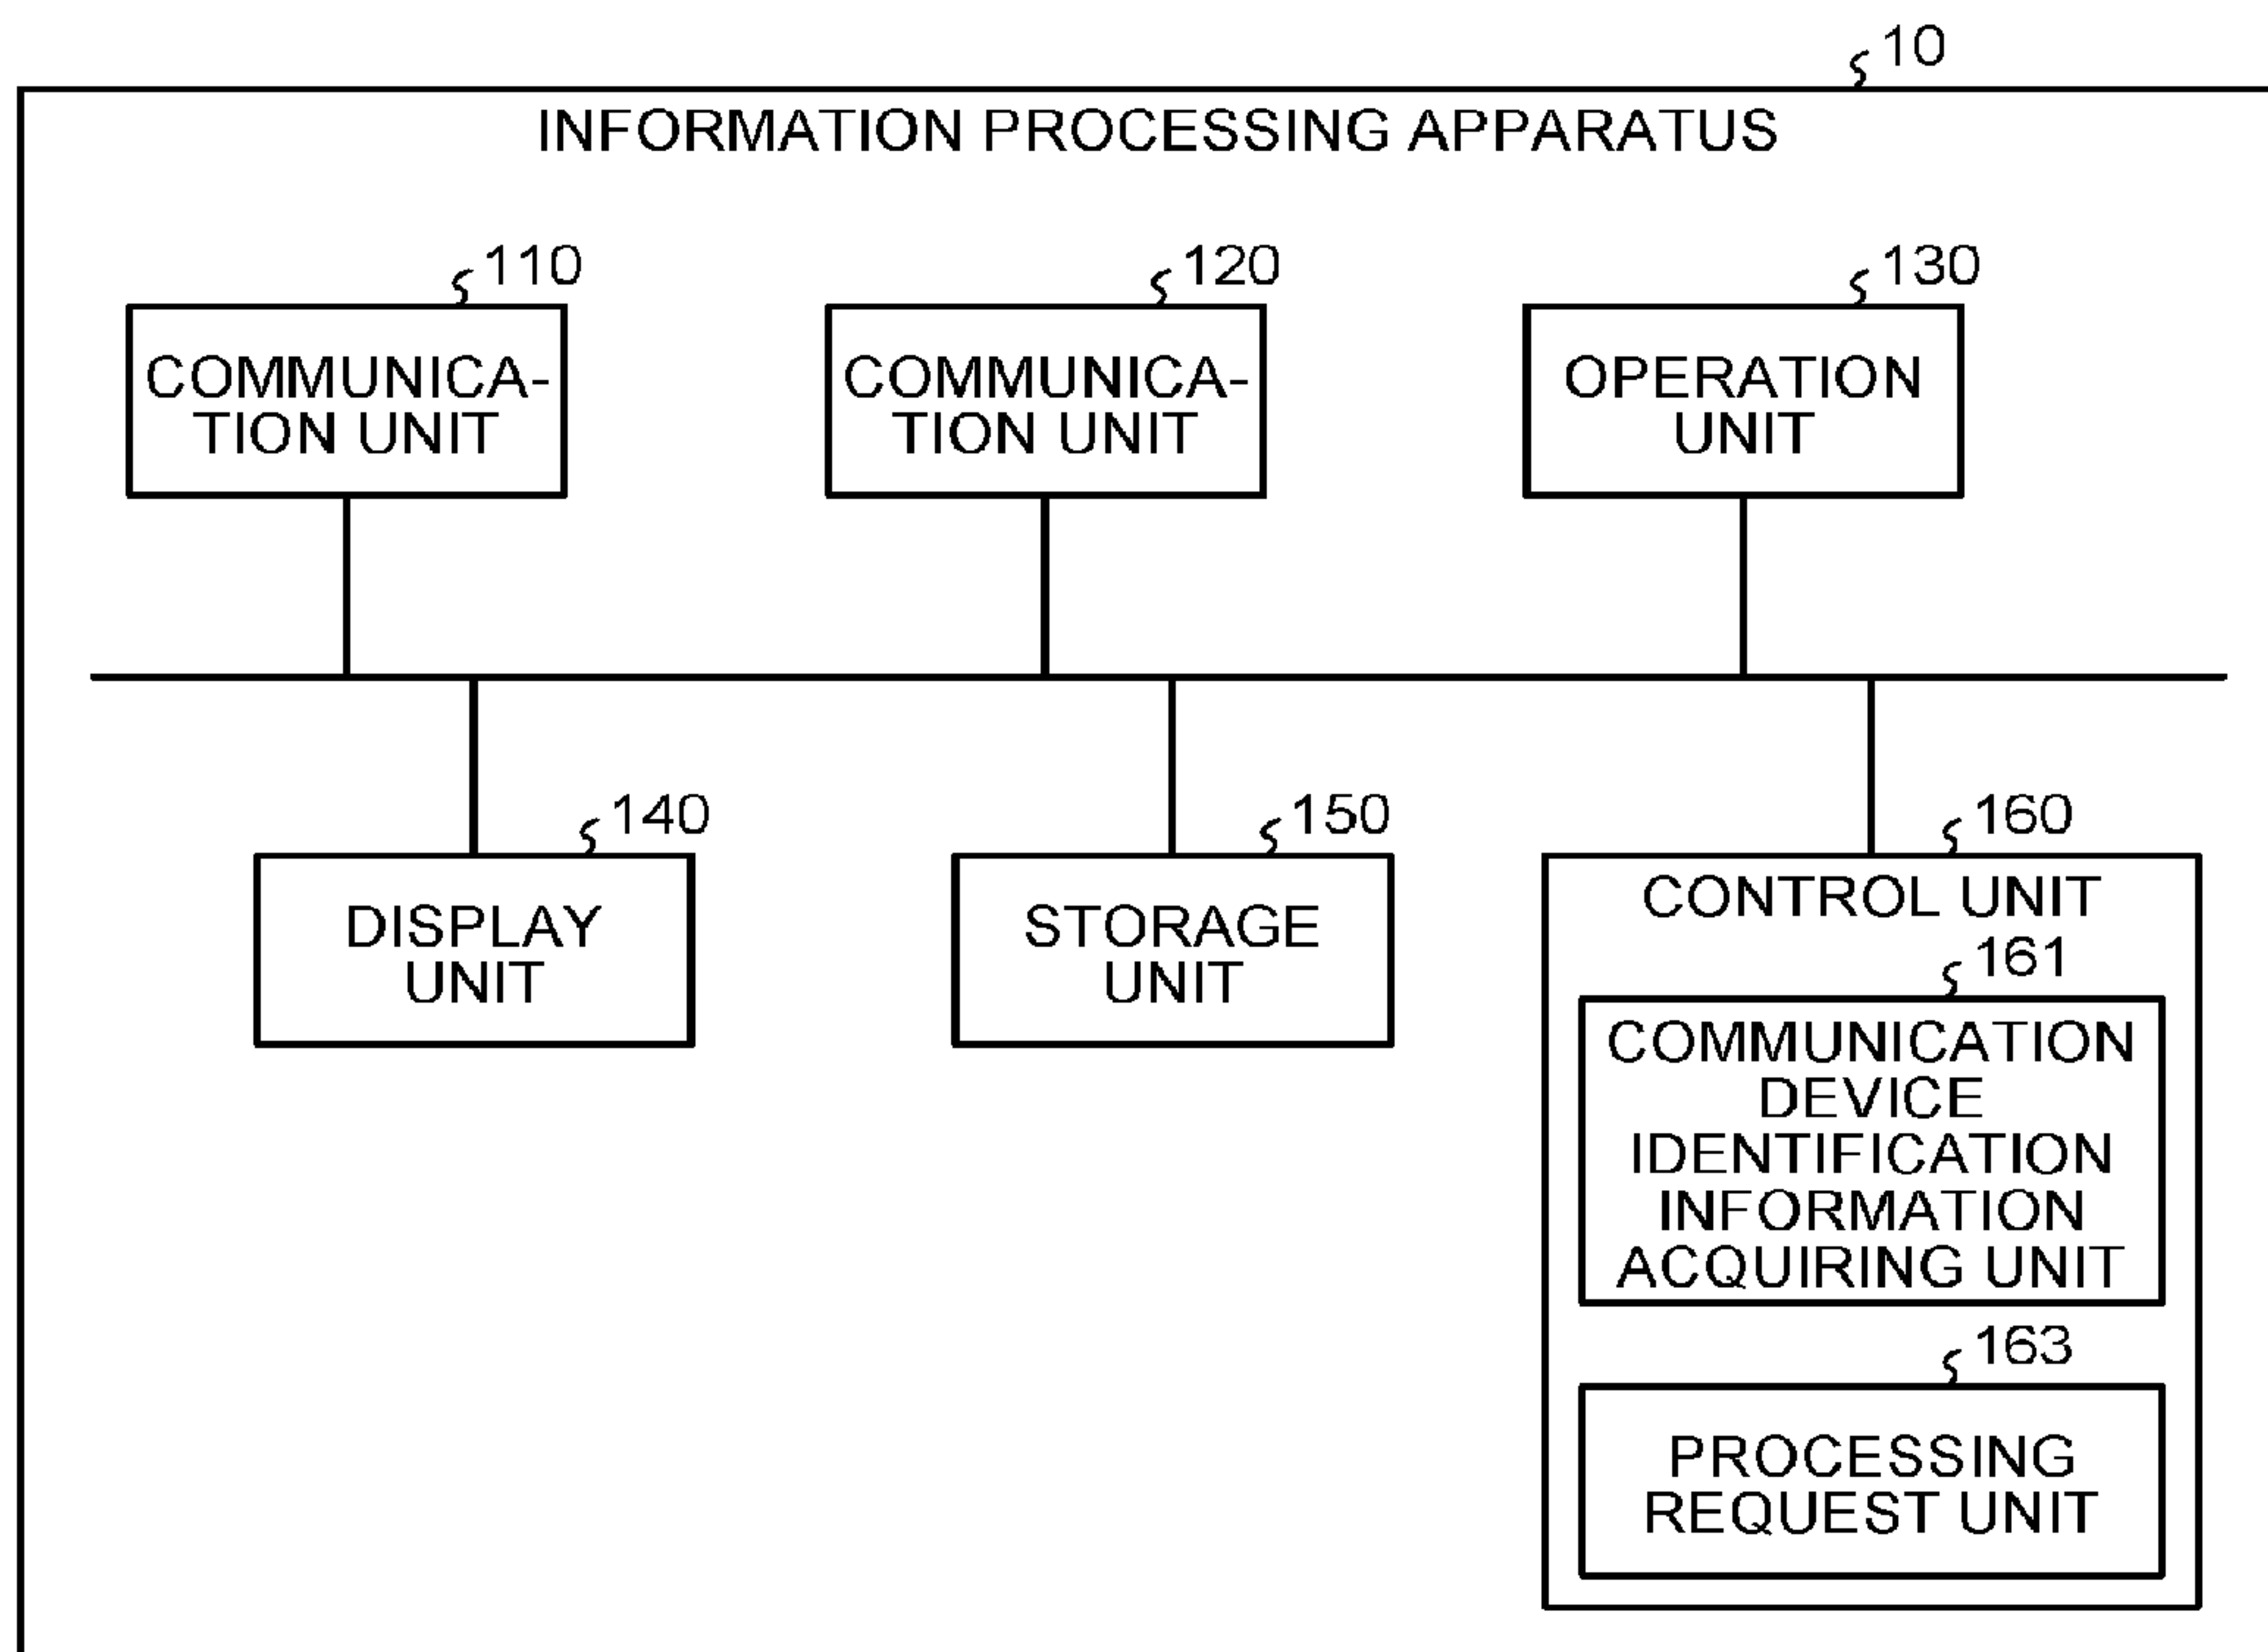 10
INFORMATION PROCESSING APPARATUS
110
COMMUNICA-
TION UNIT
120
COMMUNICA-
TION UNIT
130
OPERATION
UNIT
140
DISPLAY
UNIT
150
STORAGE
UNIT
160
CONTROL UNIT
161
COMMUNICATION
DEVICE
IDENTIFICATION
INFORMATION
ACQUIRING UNIT
163
PROCESSING
REQUEST UNIT